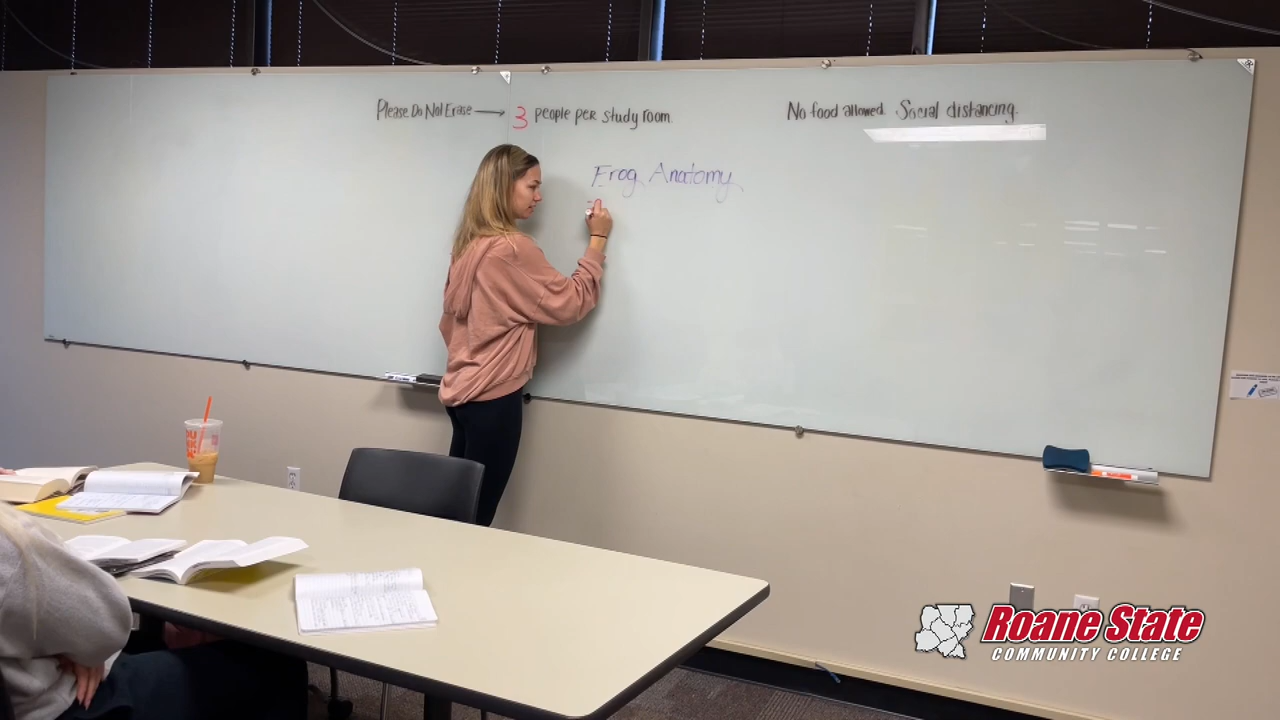 Please Do Not Erase → 3 people per study room.
No food allowed. Social distancing.
Frog Anatomy
DUNKIN'
Roane State
COMMUNITY COLLEGE